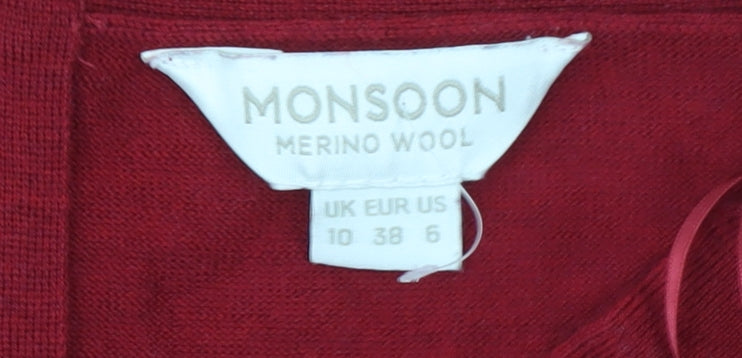 MONSOON
MERINO WOOL
UK EUR US
10 38 6